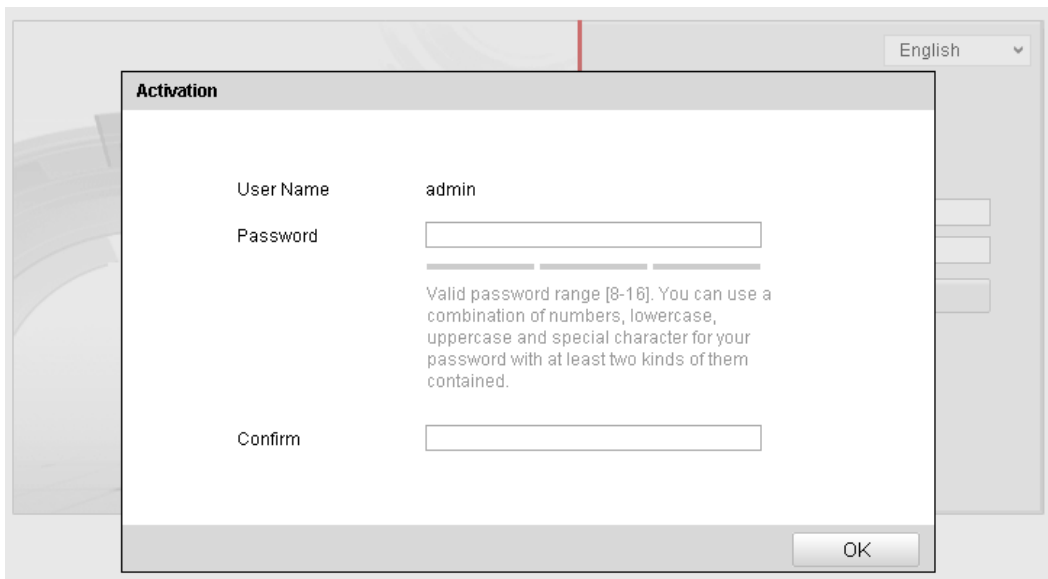 English
Activation
User Name admin
Password
Valid password range [8-16]. You can use a
combination of numbers, lowercase,
uppercase and special character for your
password with at least two kinds of them
contained.
Confirm
OK